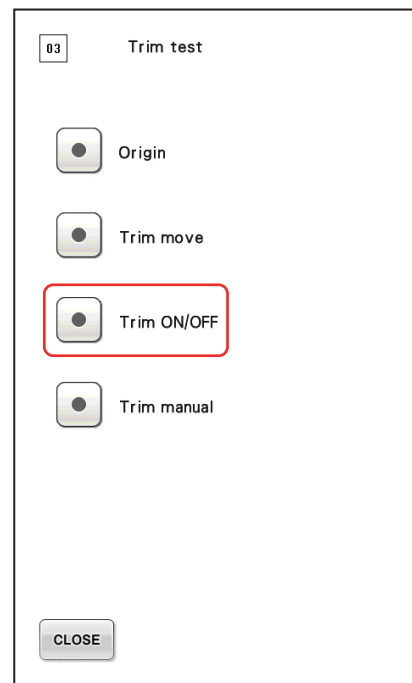 03 Trim test
Origin
Trim move
Trim ON/OFF
Trim manual
CLOSE